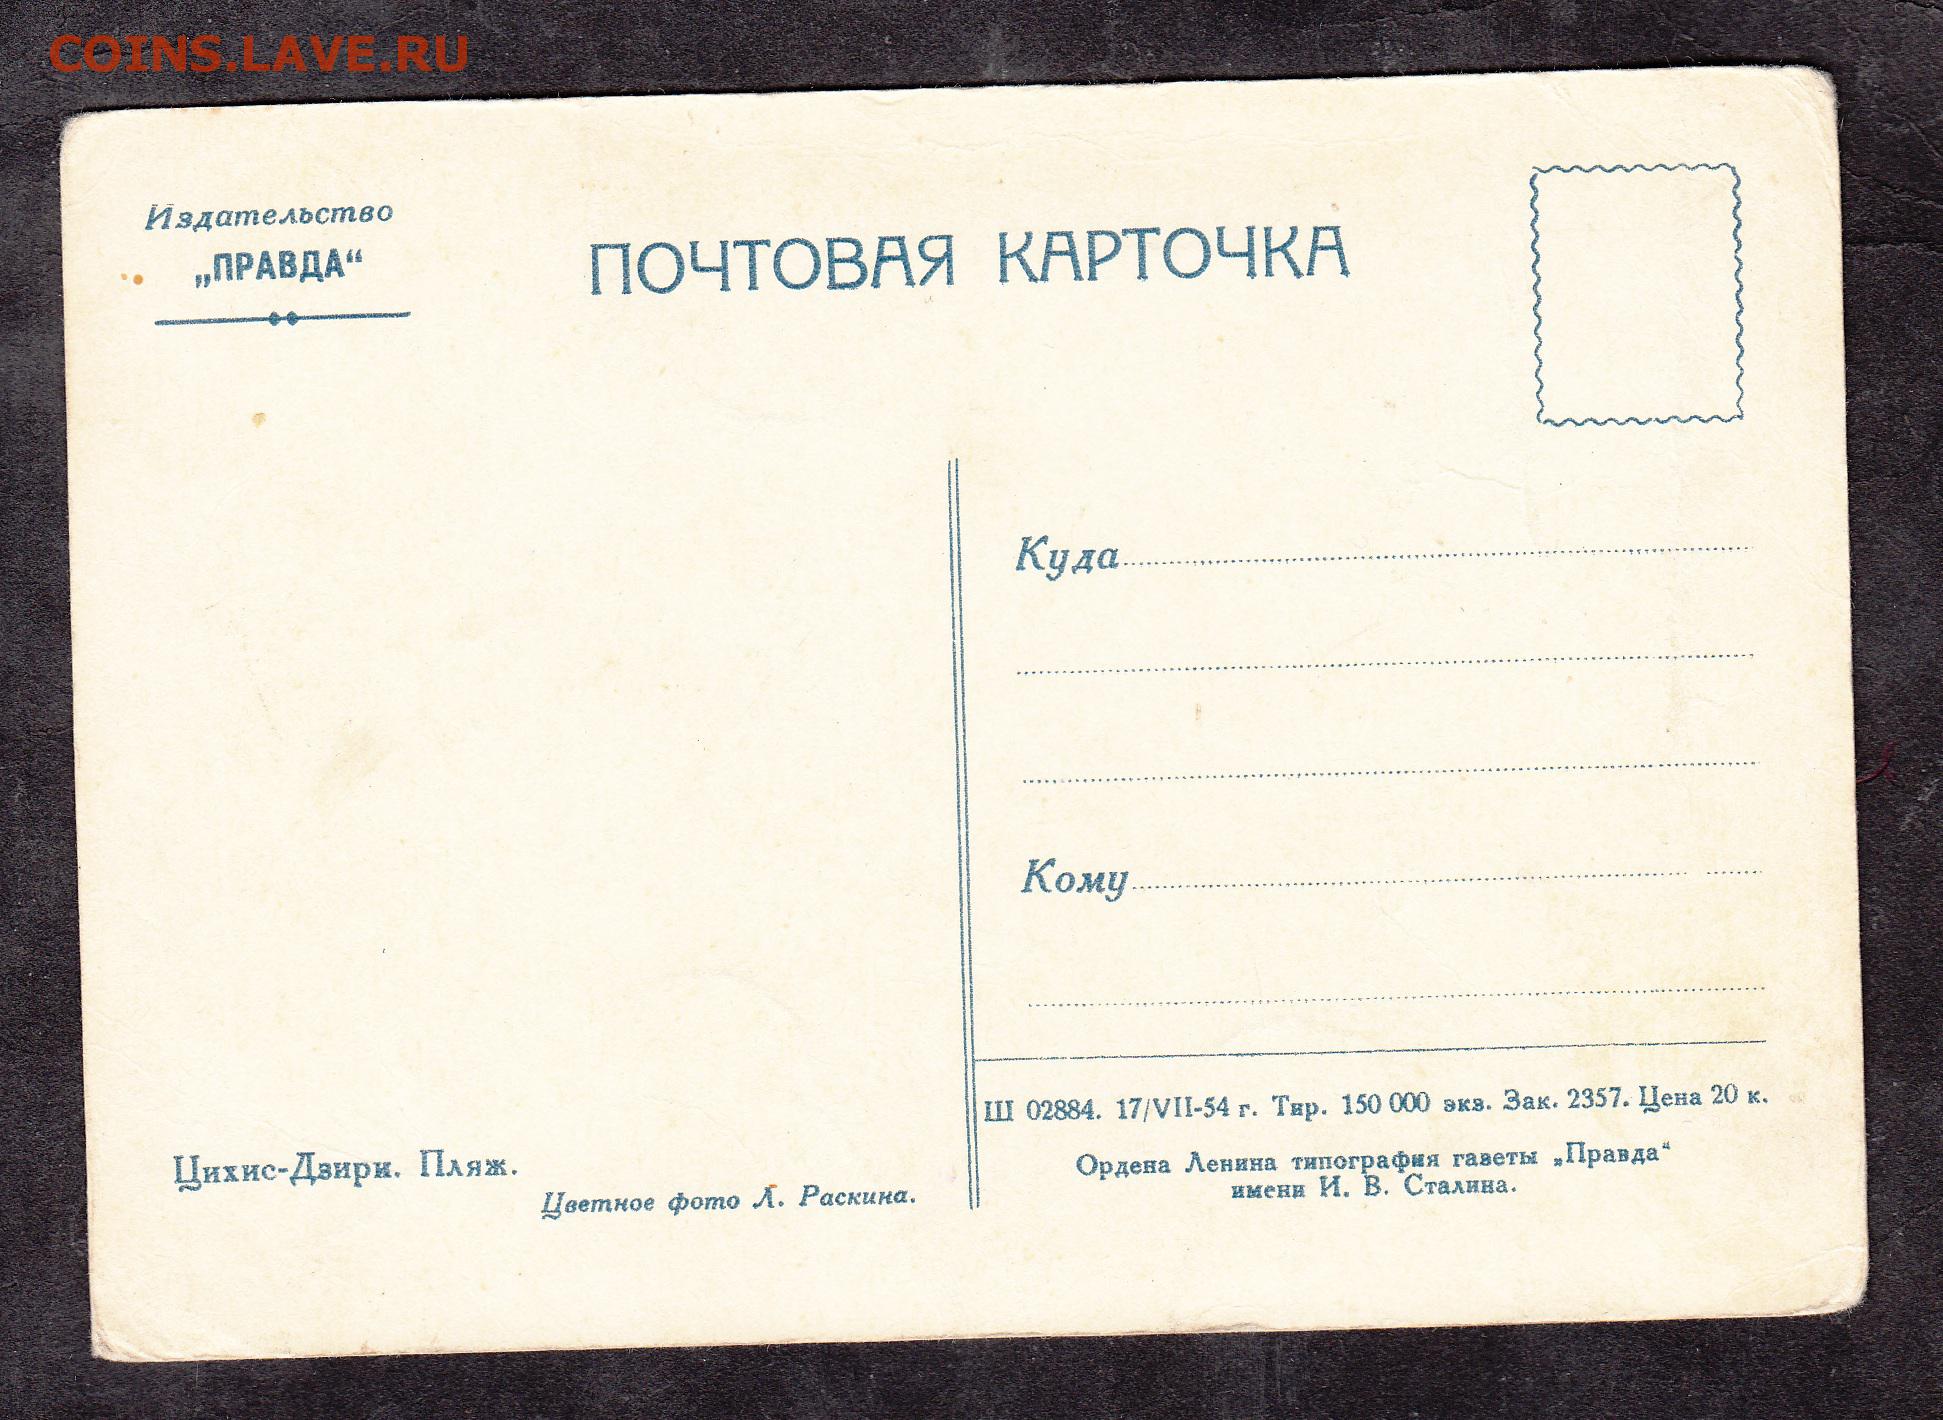 COINS.LAVE.RU
Издательство
„ПРАВДА“
ПОЧТОВАЯ КАРТОЧКА
Куда
Кому
Ш 02884. 17/VII-54 г. Тир. 150 000 экз. Зак. 2357. Цена 20 к.
Ордена Ленина типография газеты „Правда“
имени И. В. Сталина.
Цихис-Дзири. Пляж.
Цветное фото Л. Раскина.